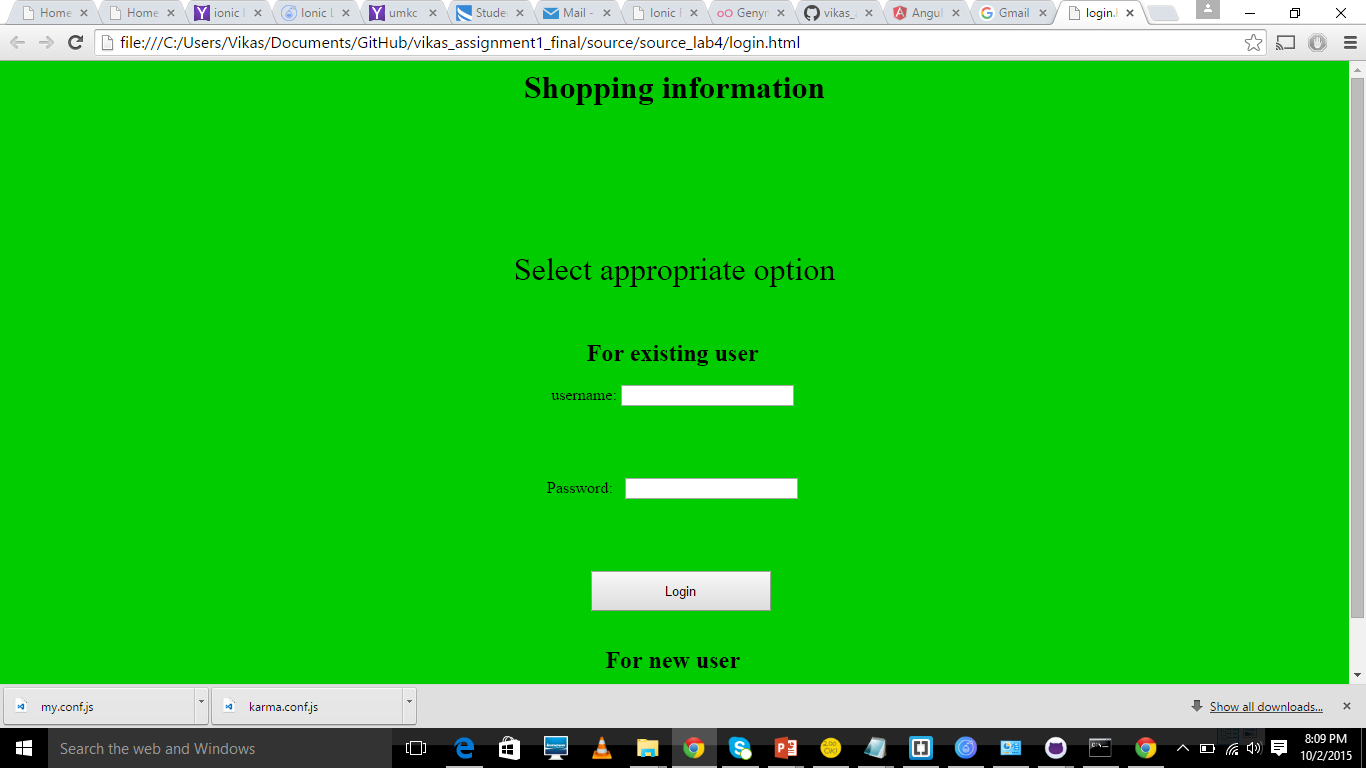 Home
Home
ionic
Ionic
umkc
Stude
Mail -
Ionic
Genyr
vikas_
Angul
Gmail
login.
file:///C:/Users/Vikas/Documents/GitHub/vikas_assignment1_final/source/source_lab4/login.html
Shopping information
Select appropriate option
For existing user
username:
Password:
Login
For new user
my.conf.js
karma.conf.js
Show all downloads...
Search the web and Windows
8:09 PM
10/2/2015